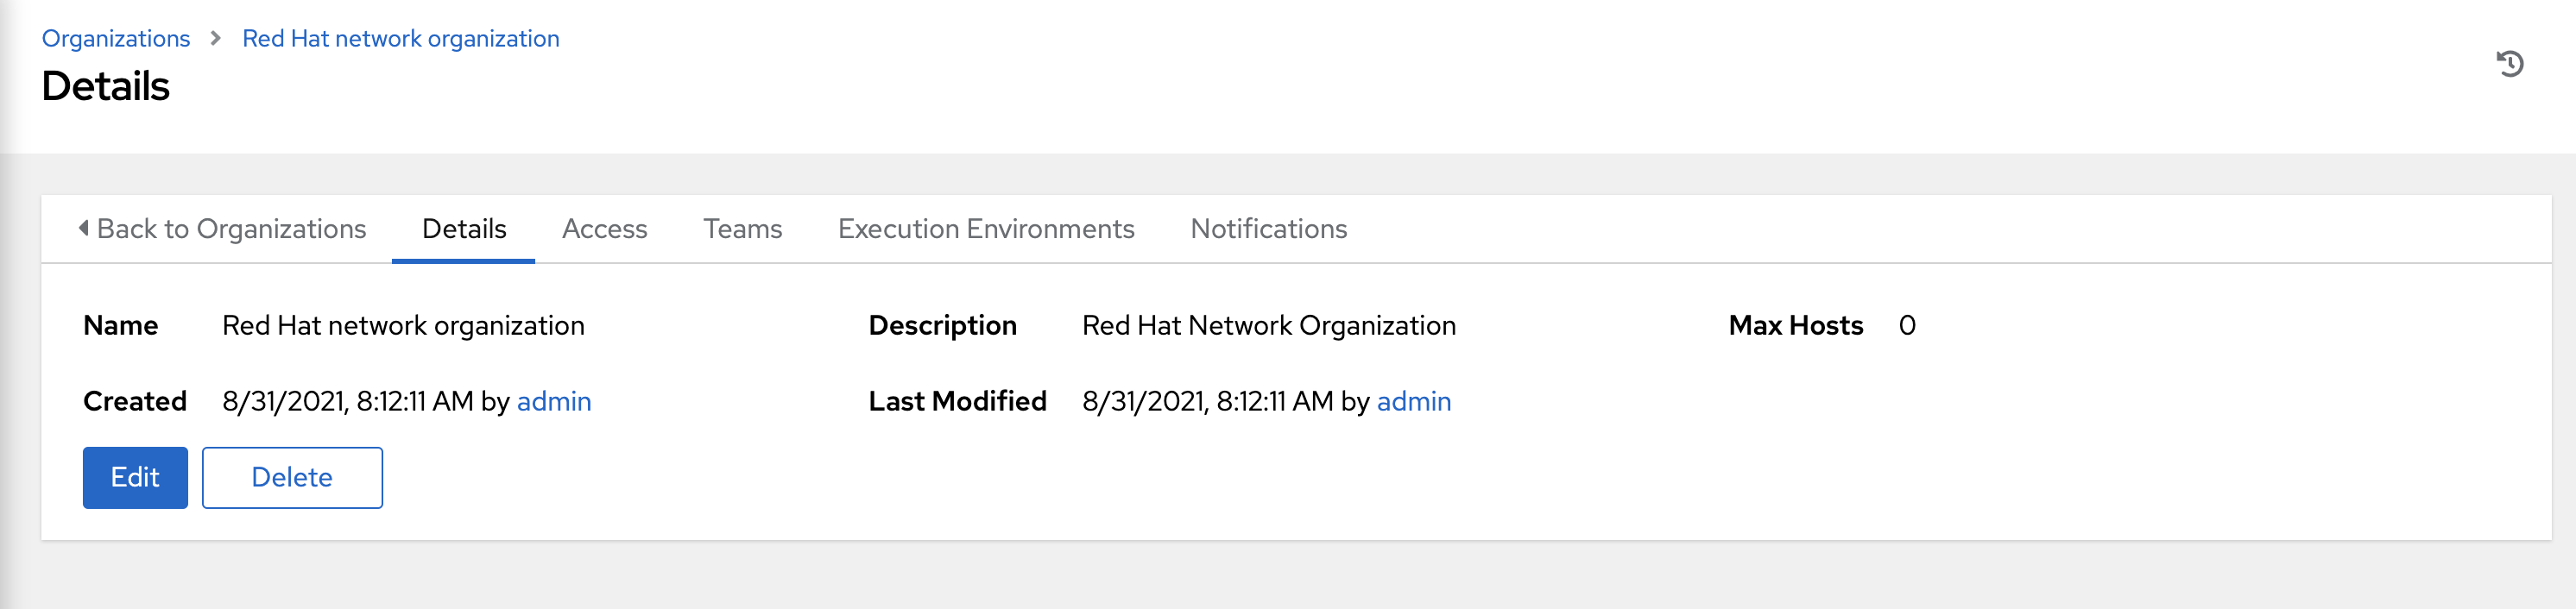 Organizations > Red Hat network organization
Details
Back to Organizations Details Access Teams Execution Environments Notifications
Name Red Hat network organization Description Red Hat Network Organization Max Hosts 0
Created 8/31/2021, 8:12:11 AM by admin Last Modified 8/31/2021, 8:12:11 AM by admin
Edit Delete